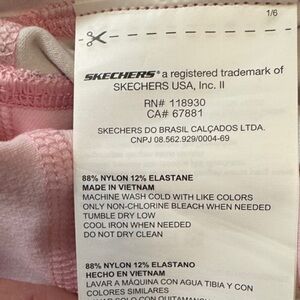 1/6
SKECHERS® a registered trademark of
SKECHERS USA, Inc. II
RN# 118930
CA# 67881
SKECHERS DO BRASIL CALÇADOS LTDA.
CNPJ 08.562.929/0004-69
88% NYLON 12% ELASTANE
MADE IN VIETNAM
MACHINE WASH COLD WITH LIKE COLORS
ONLY NON-CHLORINE BLEACH WHEN NEEDED
TUMBLE DRY LOW
COOL IRON WHEN NEEDED
DO NOT DRY CLEAN
88% NYLON 12% ELASTANO
HECHO EN VIETNAM
LAVAR A MÁQUINA CON AGUA TIBIA Y CON
COLORES SIMILARES
SOLO CON QUITAMANCHAS